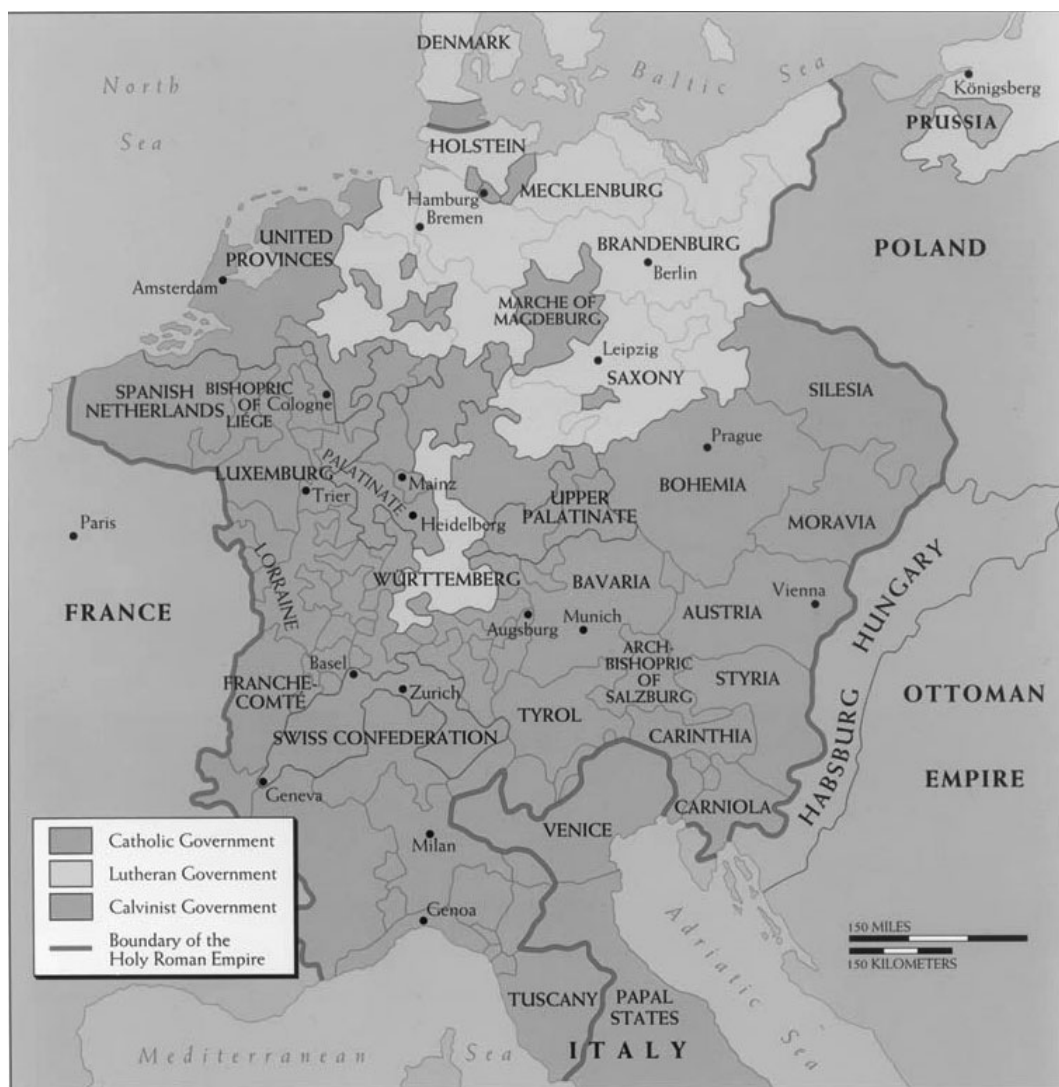 DENMARK
Baltic Sea
North
Sea
Königsberg
PRUSSIA
HOLSTEIN
MECKLENBURG
Hamburg
Bremen
UNITED
PROVINCES
BRANDENBURG
Berlin
POLAND
Amsterdam
MARCHE OF
MAGDEBURG
Leipzig
SAXONY
SILESIA
SPANISH
NETHERLANDS
BISHOPRIC
OF
LIÉGE
Cologne
Prague
LUXEMBURG
Trier
PALATINATE
Mainz
UPPER
PALATINATE
BOHEMIA
MORAVIA
Paris
Heidelberg
LORRAINE
WÜRTTEMBERG
BAVARIA
Vienna
AUSTRIA
FRANCE
Augsburg
Munich
HABSBURG HUNGARY
Basel
ARCH-
BISHOPRIC
OF
SALZBURG
STYRIA
FRANCHE-
COMTÉ
Zurich
TYROL
OTTOMAN
EMPIRE
SWISS CONFEDERATION
CARINTHIA
Geneva
CARNIOLA
VENICE
Milan
Genoa
Catholic Government
Lutheran Government
Calvinist Government
Boundary of the
Holy Roman Empire
Adriatic Sea
150 MILES
150 KILOMETERS
TUSCANY
PAPAL
STATES
ITALY
Mediterranean Sea